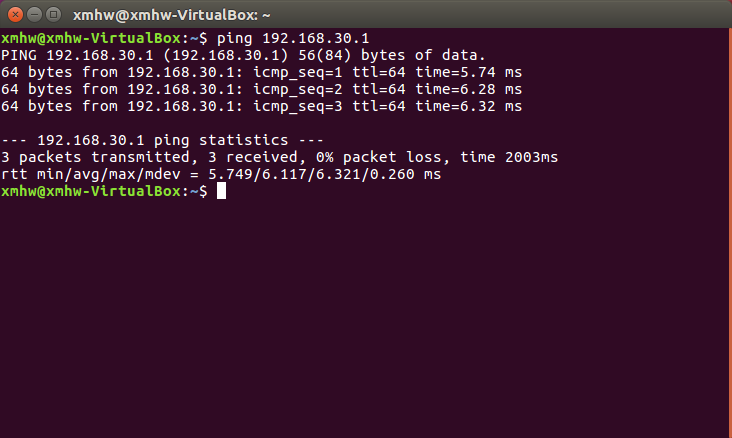 xmhw@xmhw-VirtualBox: ~
xmhw@xmhw-VirtualBox:~$ ping 192.168.30.1
PING 192.168.30.1 (192.168.30.1) 56(84) bytes of data.
64 bytes from 192.168.30.1: icmp_seq=1 ttl=64 time=5.74 ms
64 bytes from 192.168.30.1: icmp_seq=2 ttl=64 time=6.28 ms
64 bytes from 192.168.30.1: icmp_seq=3 ttl=64 time=6.32 ms

--- 192.168.30.1 ping statistics ---
3 packets transmitted, 3 received, 0% packet loss, time 2003ms
rtt min/avg/max/mdev = 5.749/6.117/6.321/0.260 ms
xmhw@xmhw-VirtualBox:~$